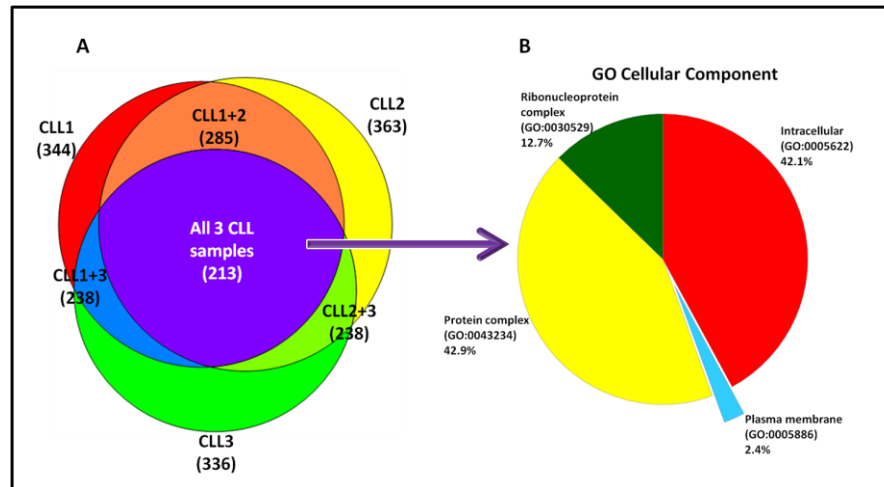 A
CLL1
(344)
CLL1+2
(285)
CLL2
(363)
All 3 CLL
samples
(213)
CLL1+3
(238)
CLL2+3
(238)
CLL3
(336)
B
GO Cellular Component
Ribonucleoprotein
complex
(GO:0030529)
12.7%
Intracellular
(GO:0005622)
42.1%
Protein complex
(GO:0043234)
42.9%
Plasma membrane
(GO:0005886)
2.4%